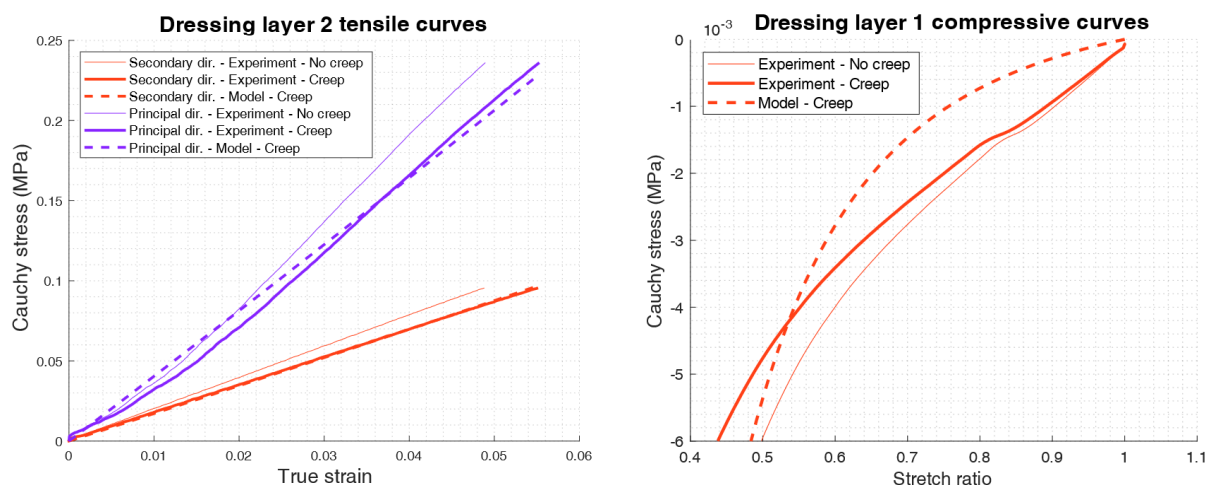 Dressing layer 2 tensile curves
0.25
0.2
0.15
0.1
0.05
0
Cauchy stress (MPa)
Secondary dir. - Experiment - No creep
Secondary dir. - Experiment - Creep
Secondary dir. - Model - Creep
Principal dir. - Experiment - No creep
Principal dir. - Experiment - Creep
Principal dir. - Model - Creep
0 0.01 0.02 0.03 0.04 0.05 0.06
True strain
Dressing layer 1 compressive curves
10⁻³
0
-1
-2
-3
-4
-5
-6
Cauchy stress (MPa)
Experiment - No creep
Experiment - Creep
Model - Creep
0.4 0.5 0.6 0.7 0.8 0.9 1 1.1
Stretch ratio